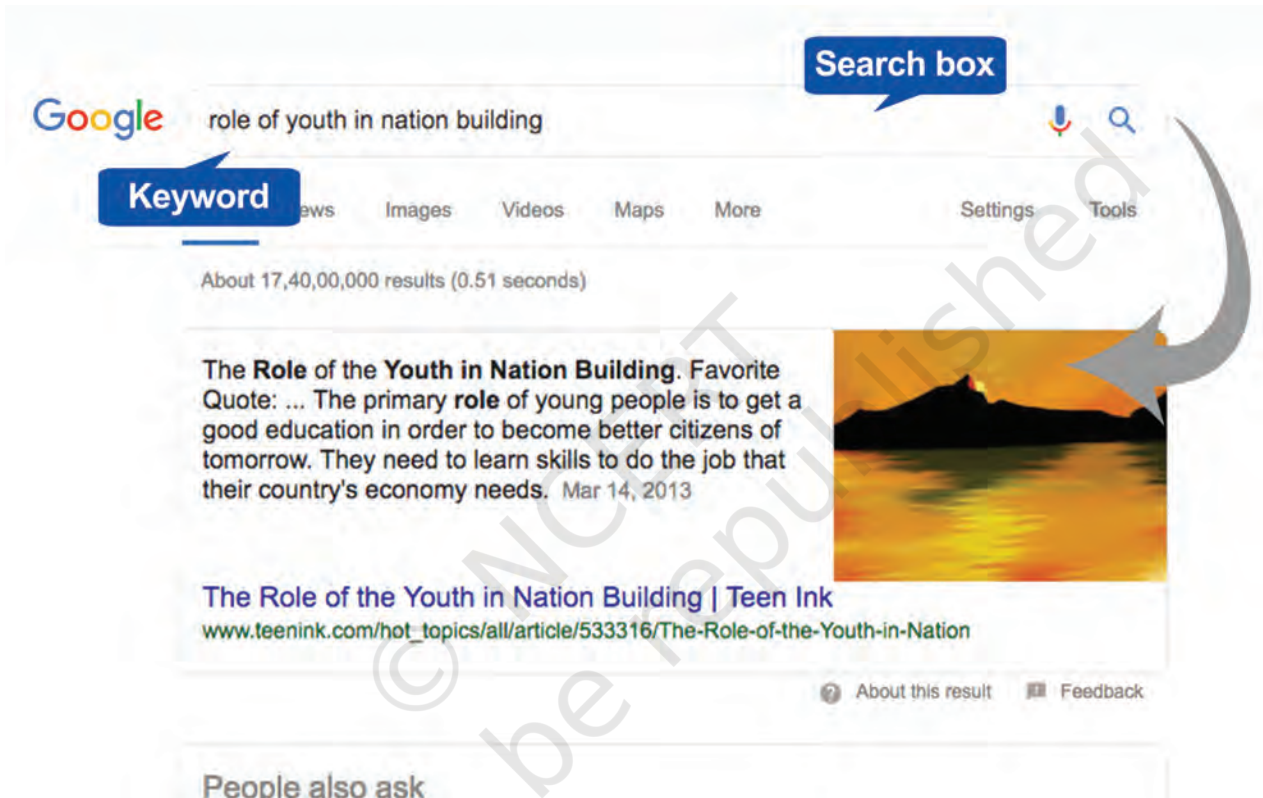 Search box
Google role of youth in nation building
Keyword
ews Images Videos Maps More Settings Tools
About 17,40,00,000 results (0.51 seconds)
The Role of the Youth in Nation Building. Favorite
Quote: ... The primary role of young people is to get a
good education in order to become better citizens of
tomorrow. They need to learn skills to do the job that
their country's economy needs. Mar 14, 2013
The Role of the Youth in Nation Building | Teen Ink
www.teenink.com/hot_topics/all/article/533316/The-Role-of-the-Youth-in-Nation
About this result Feedback
People also ask
© NCERT
be republished